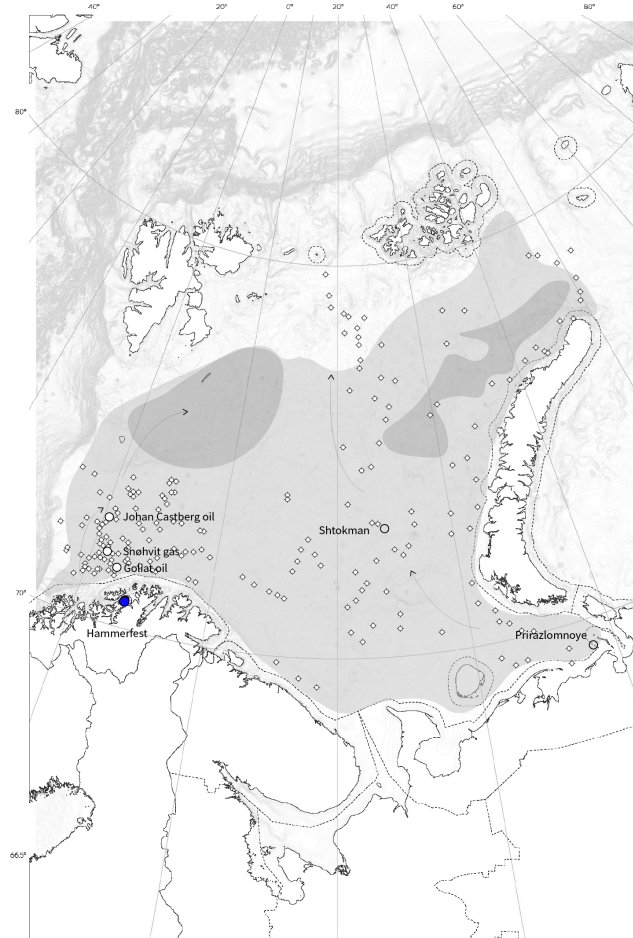 40°
20°
0°
20°
40°
60°
80°
80°
Johan Castberg oil
Shtokman
Snøhvit gas
Goliat oil
70°
Hammerfest
Prirazlomnoye
66.5°